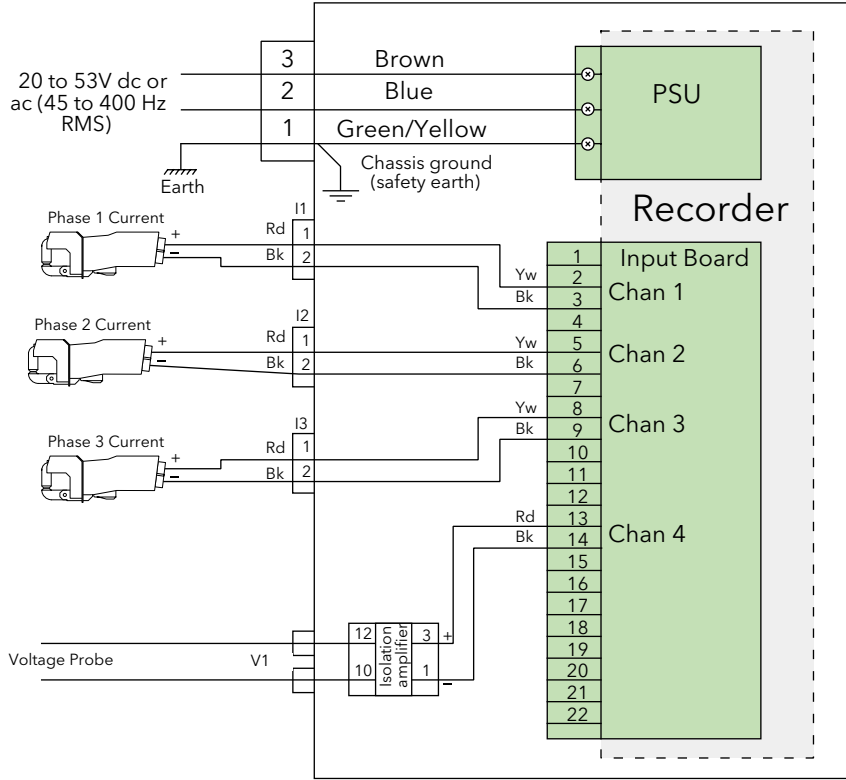 20 to 53V dc or
ac (45 to 400 Hz
RMS)
3
Brown
2
Blue
1
Green/Yellow
PSU
Earth
Chassis ground
(safety earth)
Recorder
Phase 1 Current
+
–
Rd
Bk
I1
1
2
Yw
Bk
Phase 2 Current
+
–
Rd
Bk
I2
1
2
Yw
Bk
Phase 3 Current
+
–
Rd
Bk
I3
1
2
Yw
Bk
Rd
Bk
Input Board
1
2
3
4
5
6
7
8
9
10
11
12
13
14
15
16
17
18
19
20
21
22
Chan 1
Chan 2
Chan 3
Chan 4
Voltage Probe
V1
12
10
Isolation
amplifier
3
1
+
–